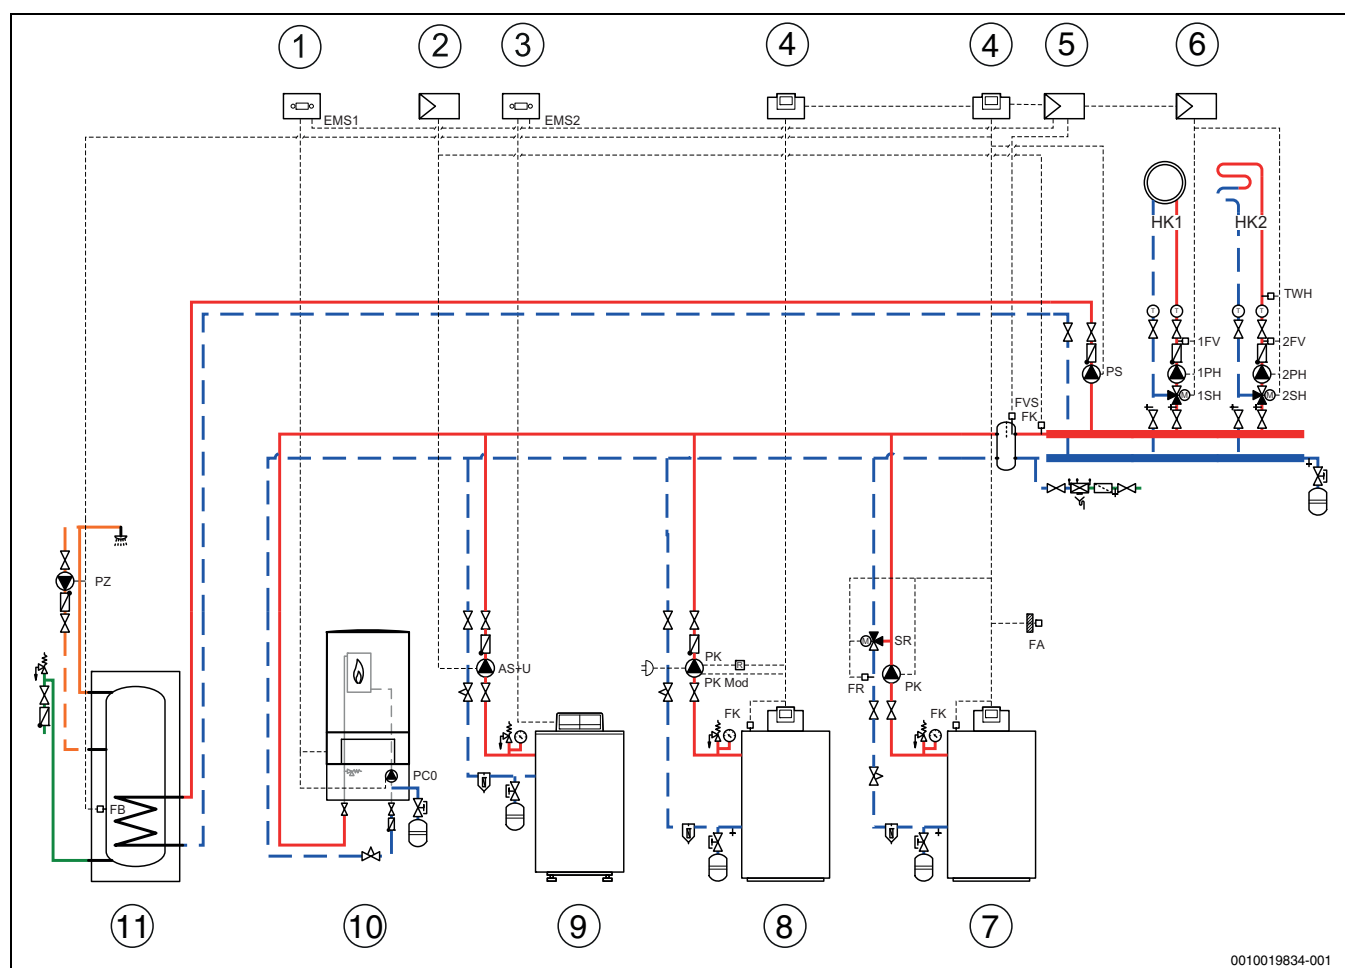 1
2
3
4
4
5
6
EMS1
EMS2
HK1
HK2
TWH
T
T
T
T
1FV
2FV
PS
1PH
2PH
1SH
M
2SH
M
FVS
FK
PZ
M
SR
FA
PK
AS+U
R
PK Mod
FR
PK
FK
FK
PC0
FB
11
10
9
8
7
0010019834-001